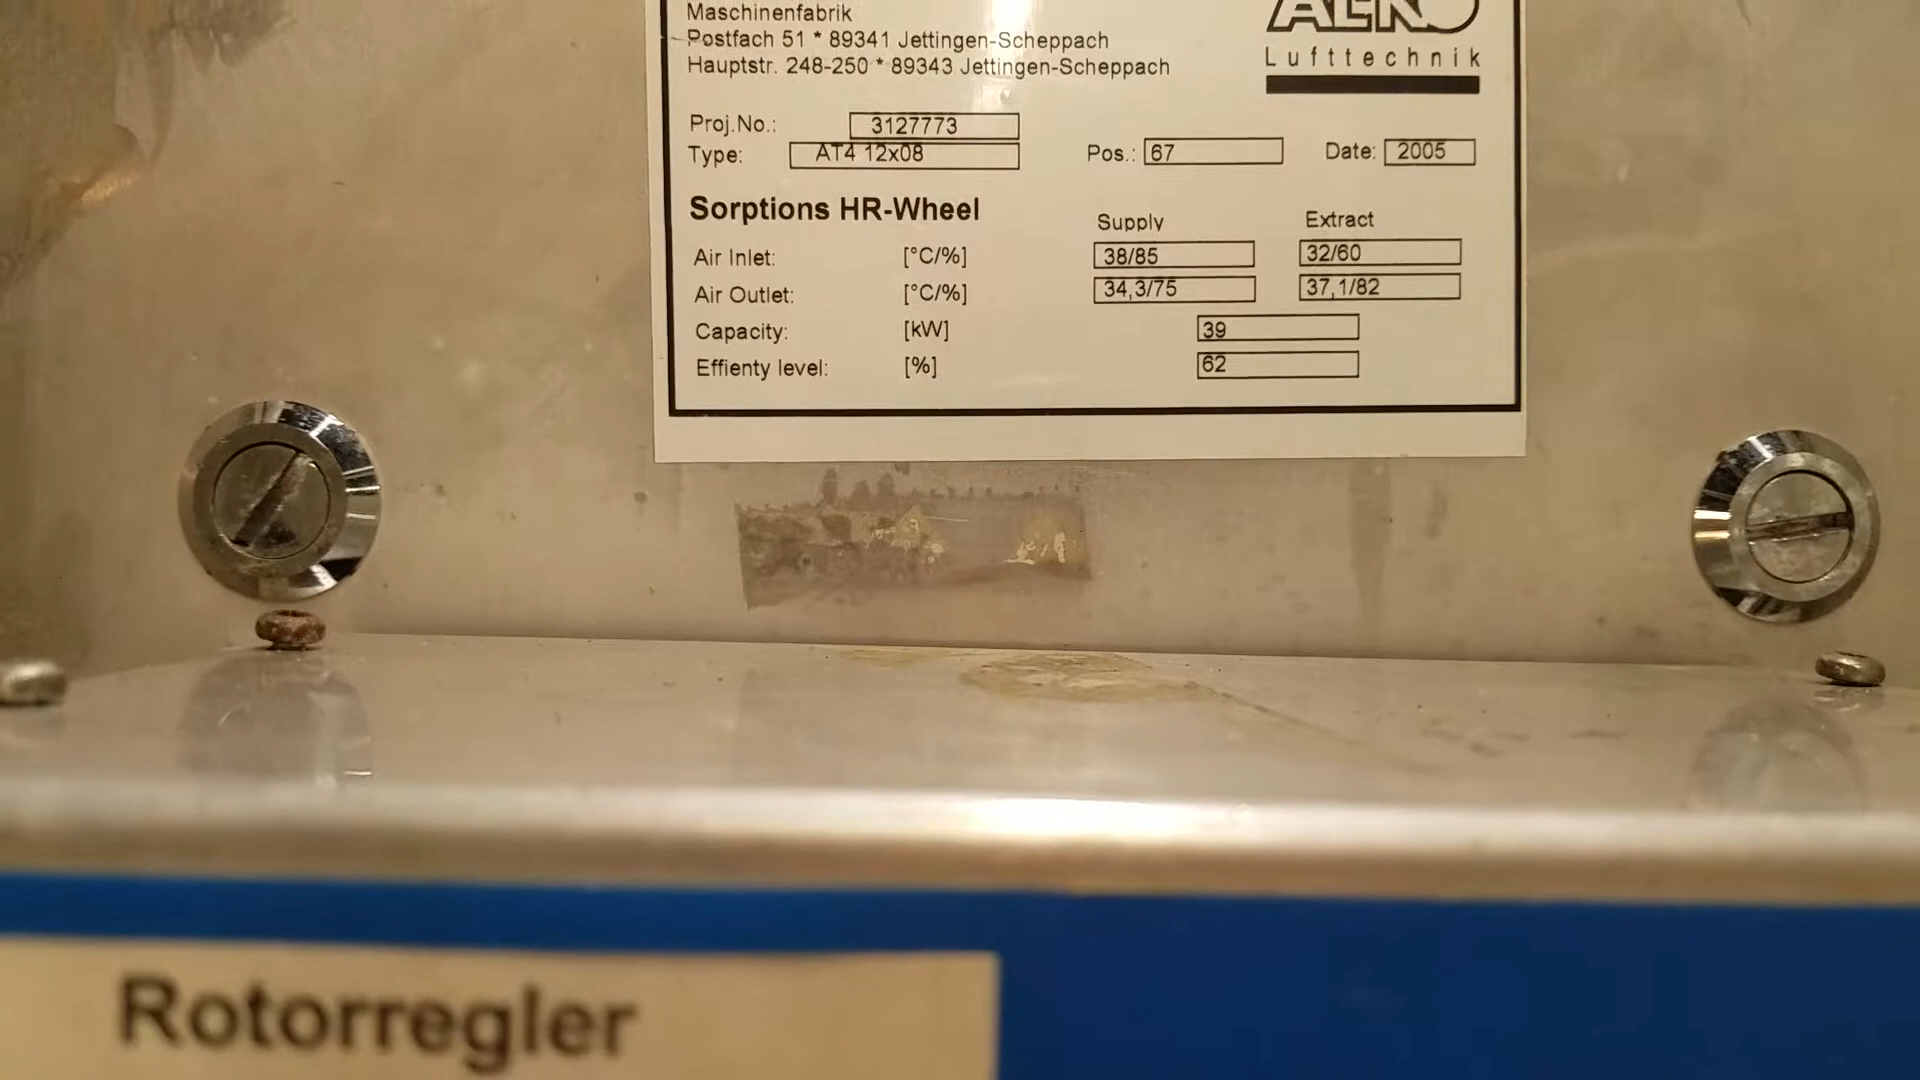 Maschinenfabrik
Postfach 51 * 89341 Jettingen-Scheppach
Hauptstr. 248-250 * 89343 Jettingen-Scheppach
Lufttechnik
Proj.No.: 3127773
Type: AT4 12x08 Pos.: 67 Date: 2005
Sorptions HR-Wheel
Supply Extract
Air Inlet: [°C/%] 38/85 32/60
Air Outlet: [°C/%] 34,3/75 37,1/82
Capacity: [kW] 39
Effienty level: [%] 62
Rotorregler